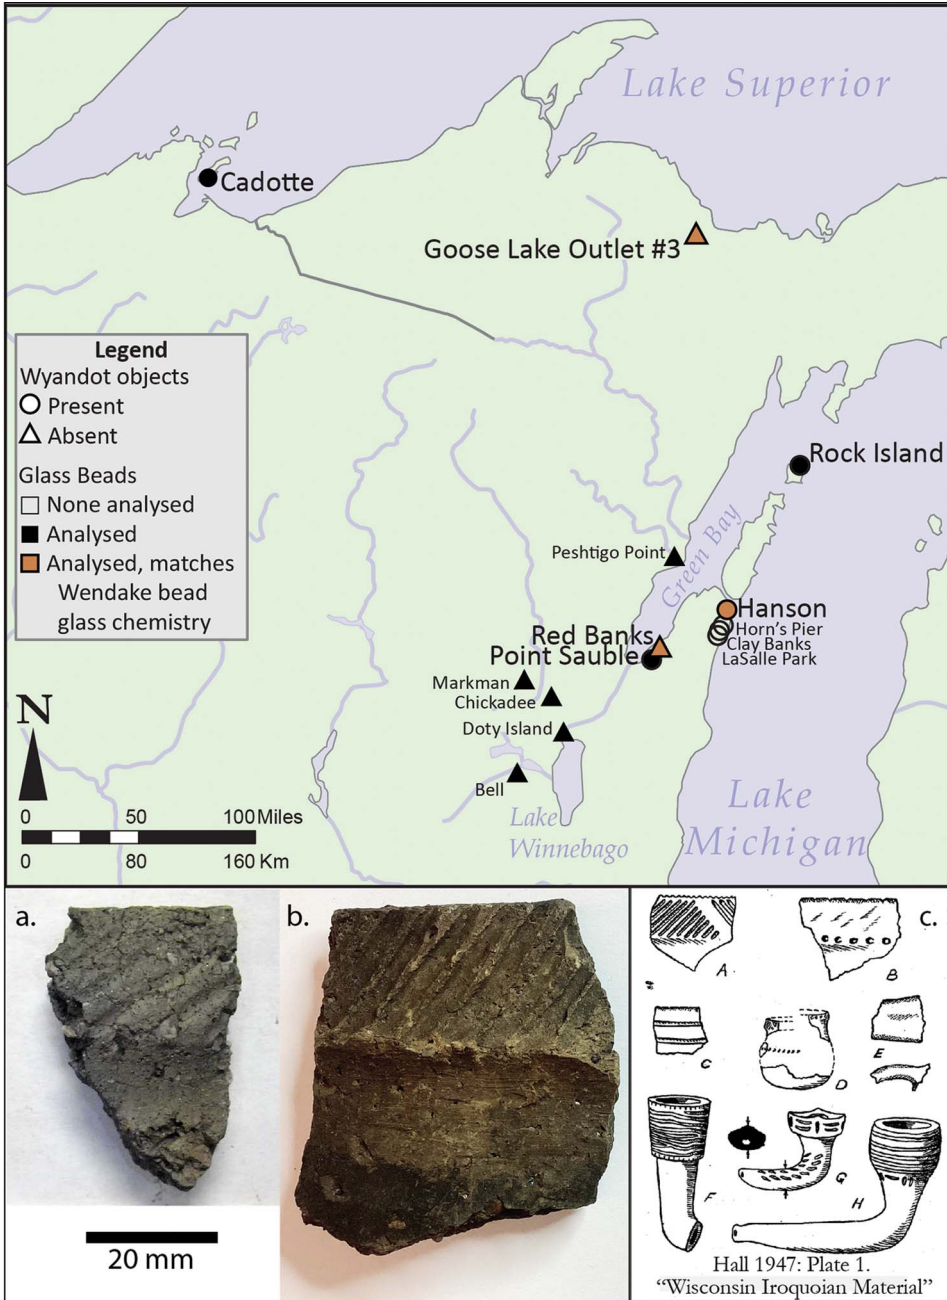 Lake Superior
Cadotte
Goose Lake Outlet #3
Legend
Wyandot objects
Present
Absent
Glass Beads
None analysed
Analysed
Analysed, matches
Wendake bead
glass chemistry
Rock Island
Peshtigo Point
Green Bay
Hanson
Horn's Pier
Clay Banks
LaSalle Park
Red Banks
Point Sauble
Markman
Chickadee
Doty Island
Bell
N
0 50 100 Miles
0 80 160 Km
Lake
Winnebago
Lake
Michigan
a.
b.
c.
A
B
C
D
E
F
G
H
20 mm
Hall 1947: Plate 1.
“Wisconsin Iroquoian Material”